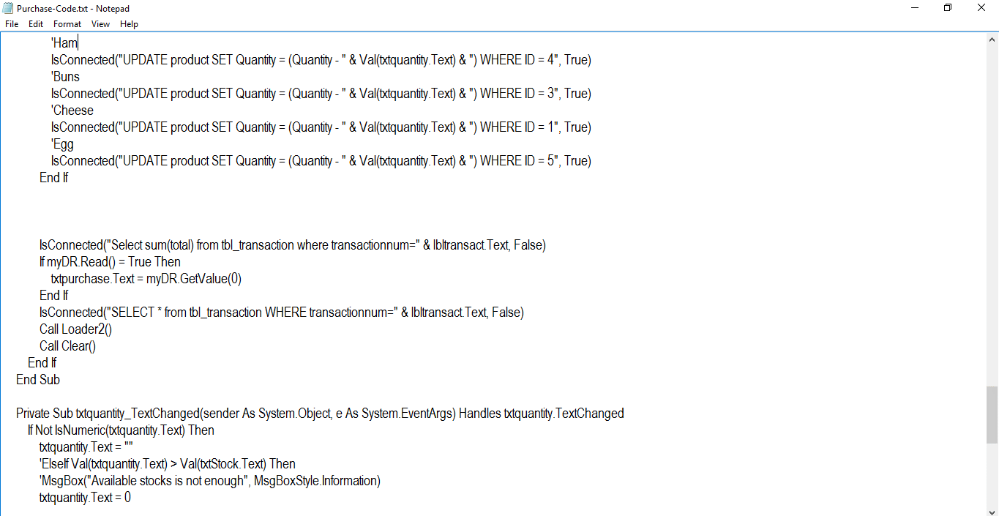 Purchase-Code.txt - Notepad
File Edit Format View Help
'Ham
IsConnected("UPDATE product SET Quantity = (Quantity - " & Val(txtquantity.Text) & ") WHERE ID = 4", True)
'Buns
IsConnected("UPDATE product SET Quantity = (Quantity - " & Val(txtquantity.Text) & ") WHERE ID = 3", True)
'Cheese
IsConnected("UPDATE product SET Quantity = (Quantity - " & Val(txtquantity.Text) & ") WHERE ID = 1", True)
'Egg
IsConnected("UPDATE product SET Quantity = (Quantity - " & Val(txtquantity.Text) & ") WHERE ID = 5", True)
End If
IsConnected("Select sum(total) from tbl_transaction where transactionnum=" & lbltransact.Text, False)
If myDR.Read() = True Then
txtpurchase.Text = myDR.GetValue(0)
End If
IsConnected("SELECT * from tbl_transaction WHERE transactionnum=" & lbltransact.Text, False)
Call Loader2()
Call Clear()
End If
End Sub
Private Sub txtquantity_TextChanged(sender As System.Object, e As System.EventArgs) Handles txtquantity.TextChanged
If Not IsNumeric(txtquantity.Text) Then
txtquantity.Text = ""
'ElseIf Val(txtquantity.Text) > Val(txtStock.Text) Then
'MsgBox("Available stocks is not enough", MsgBoxStyle.Information)
txtquantity.Text = 0